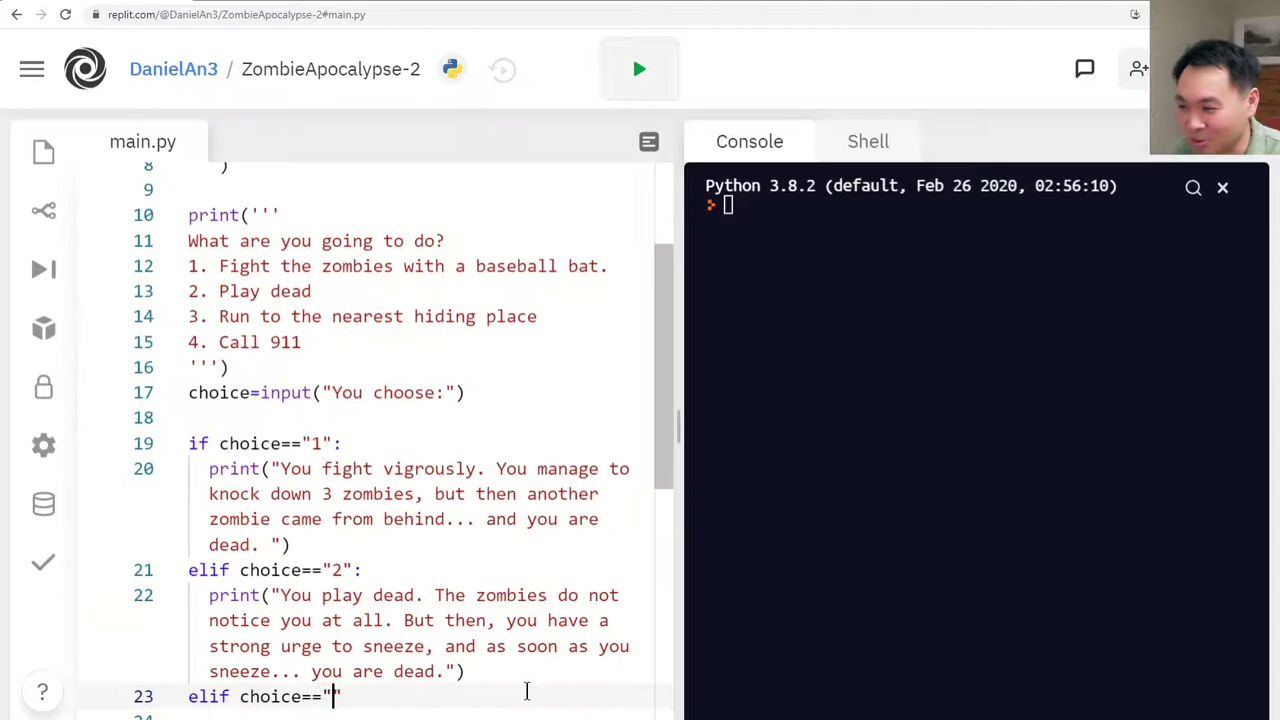 replit.com/@DanielAn3/ZombieApocalypse-2#main.py
DanielAn3 / ZombieApocalypse-2
main.py
Console
Shell
8 )
9
10 print('''
11 What are you going to do?
12 1. Fight the zombies with a baseball bat.
13 2. Play dead
14 3. Run to the nearest hiding place
15 4. Call 911
16 ''')
17 choice=input("You choose:")
18
19 if choice=="1":
20 print("You fight vigrously. You manage to
knock down 3 zombies, but then another
zombie came from behind... and you are
dead. ")
21 elif choice=="2":
22 print("You play dead. The zombies do not
notice you at all. But then, you have a
strong urge to sneeze, and as soon as you
sneeze... you are dead.")
23 elif choice==""
24
Python 3.8.2 (default, Feb 26 2020, 02:56:10)
?